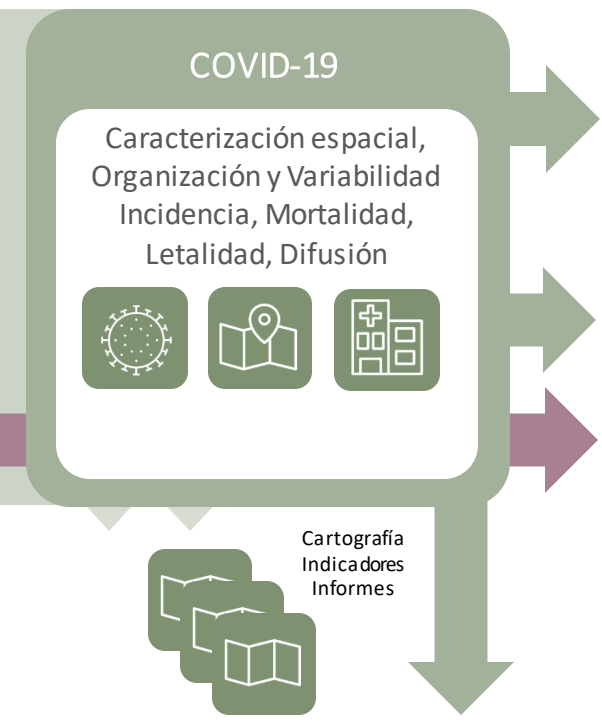 COVID-19
Caracterización espacial,
Organización y Variabilidad
Incidencia, Mortalidad,
Letalidad, Difusión
Cartografía
Indicadores
Informes